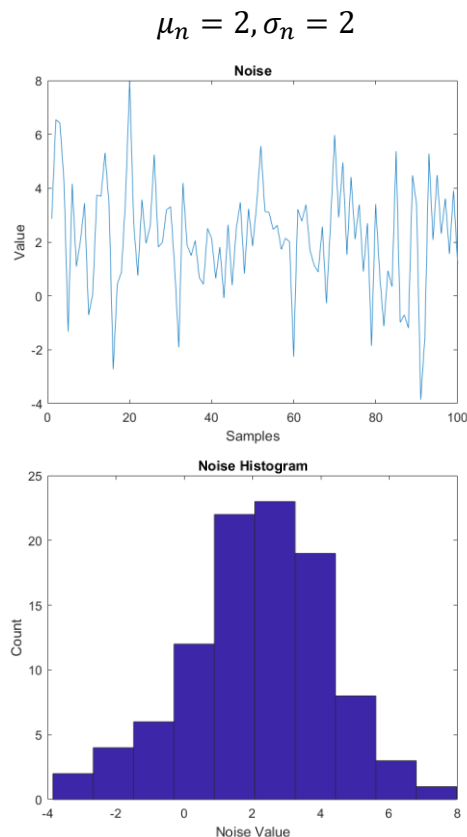 μₙ = 2, σₙ = 2
Noise
8
6
4
2
0
-2
-4
Value
0 20 40 60 80 100
Samples
Noise Histogram
25
20
15
10
5
0
Count
-4 -2 0 2 4 6 8
Noise Value